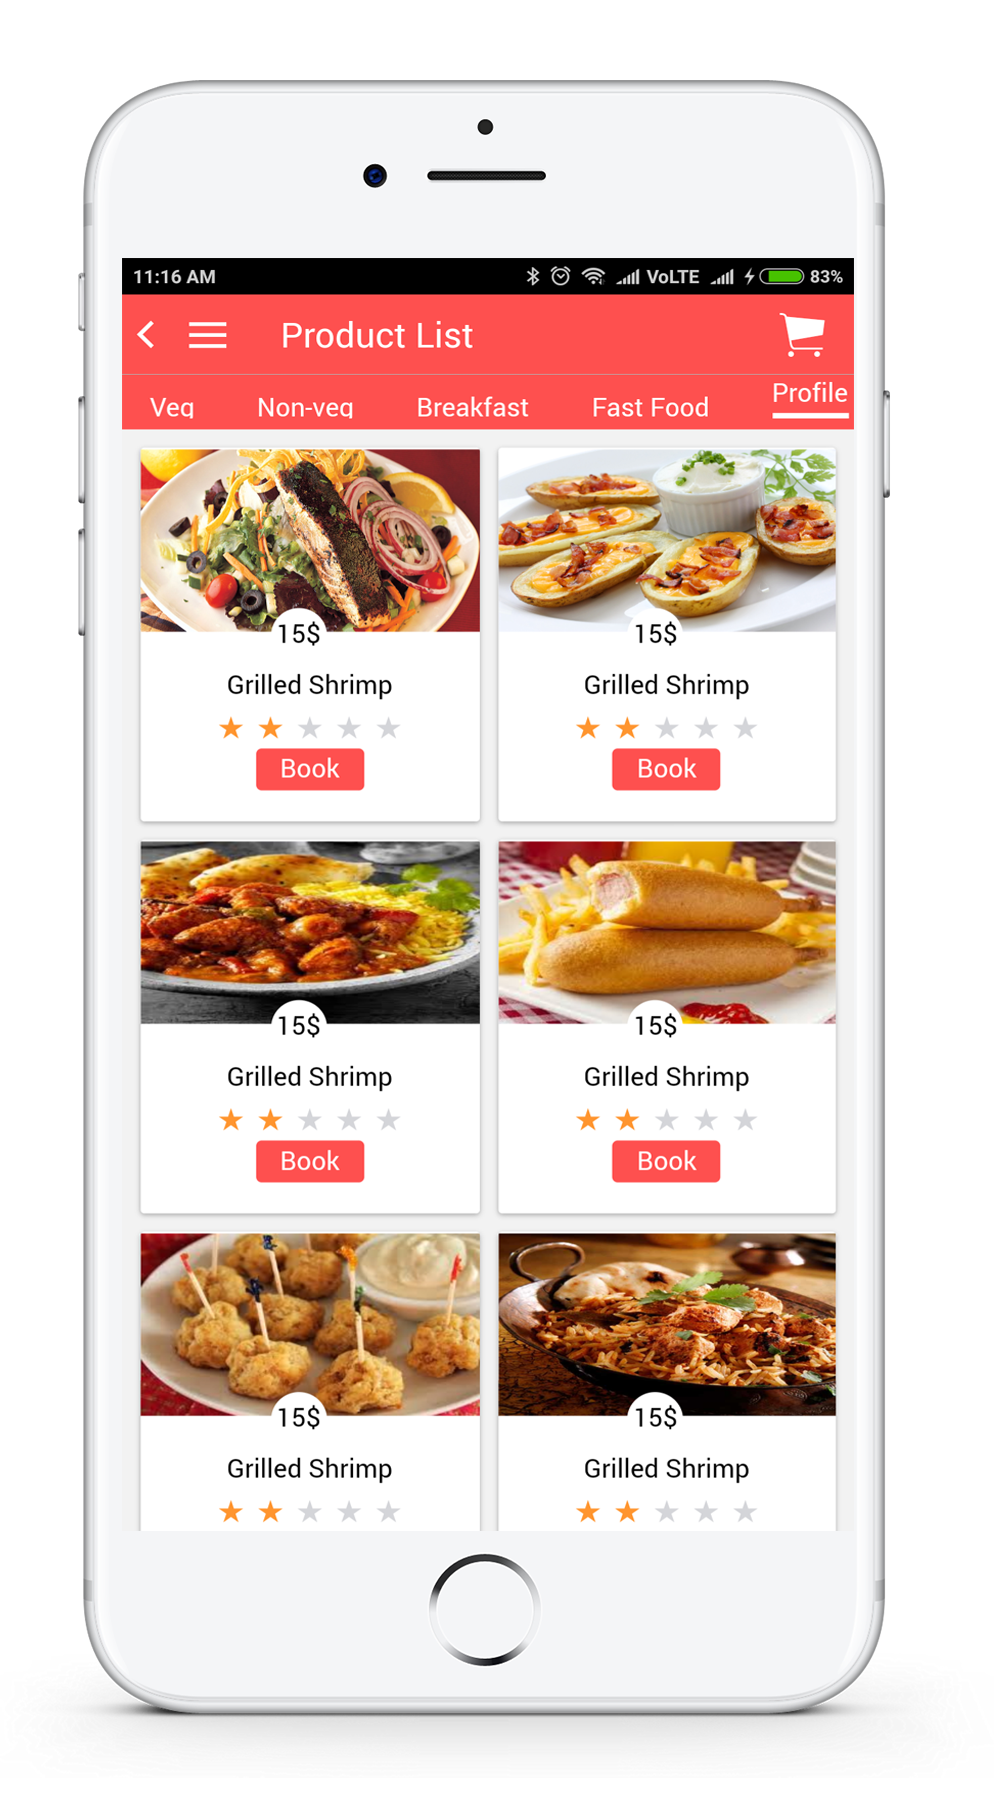 11:16 AM VoLTE 83%
Product List
Veg Non-veg Breakfast Fast Food Profile
15$ 15$
Grilled Shrimp Grilled Shrimp
Book Book
15$ 15$
Grilled Shrimp Grilled Shrimp
Book Book
15$ 15$
Grilled Shrimp Grilled Shrimp